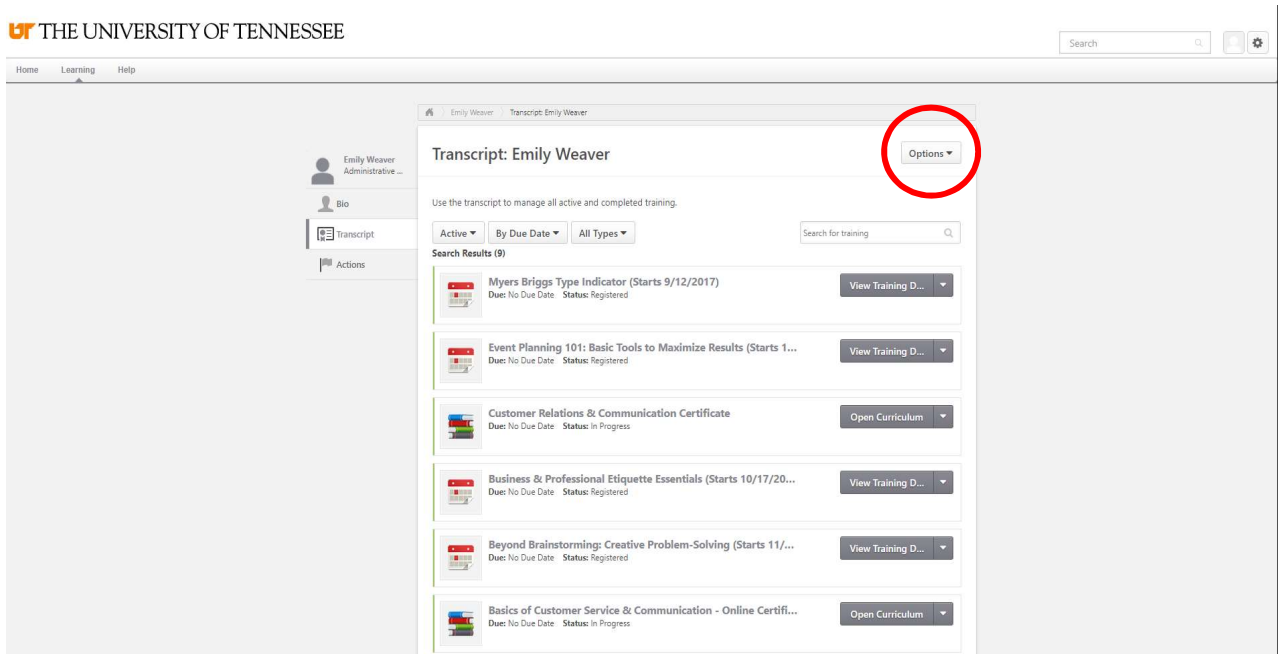 UT THE UNIVERSITY OF TENNESSEE
Search
Home Learning Help
Emily Weaver Transcript: Emily Weaver
Emily Weaver
Administrative ...
Bio
Transcript
Actions
Transcript: Emily Weaver
Options
Use the transcript to manage all active and completed training.
Active By Due Date All Types
Search for training
Search Results (9)
Myers Briggs Type Indicator (Starts 9/12/2017)
Due: No Due Date Status: Registered
View Training D...
Event Planning 101: Basic Tools to Maximize Results (Starts 1...
Due: No Due Date Status: Registered
View Training D...
Customer Relations & Communication Certificate
Due: No Due Date Status: In Progress
Open Curriculum
Business & Professional Etiquette Essentials (Starts 10/17/20...
Due: No Due Date Status: Registered
View Training D...
Beyond Brainstorming: Creative Problem-Solving (Starts 11/...
Due: No Due Date Status: Registered
View Training D...
Basics of Customer Service & Communication - Online Certifi...
Due: No Due Date Status: In Progress
Open Curriculum